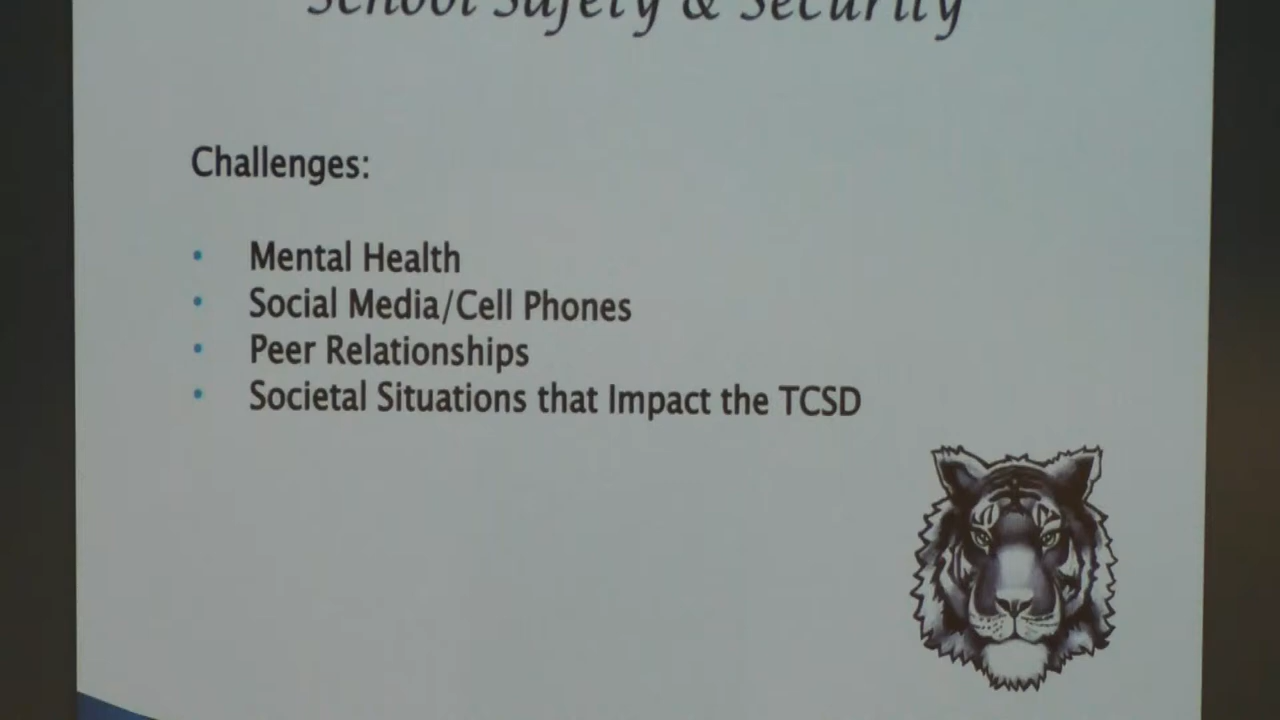 School Safety & Security
Challenges:
• Mental Health
• Social Media/Cell Phones
• Peer Relationships
• Societal Situations that Impact the TCSD